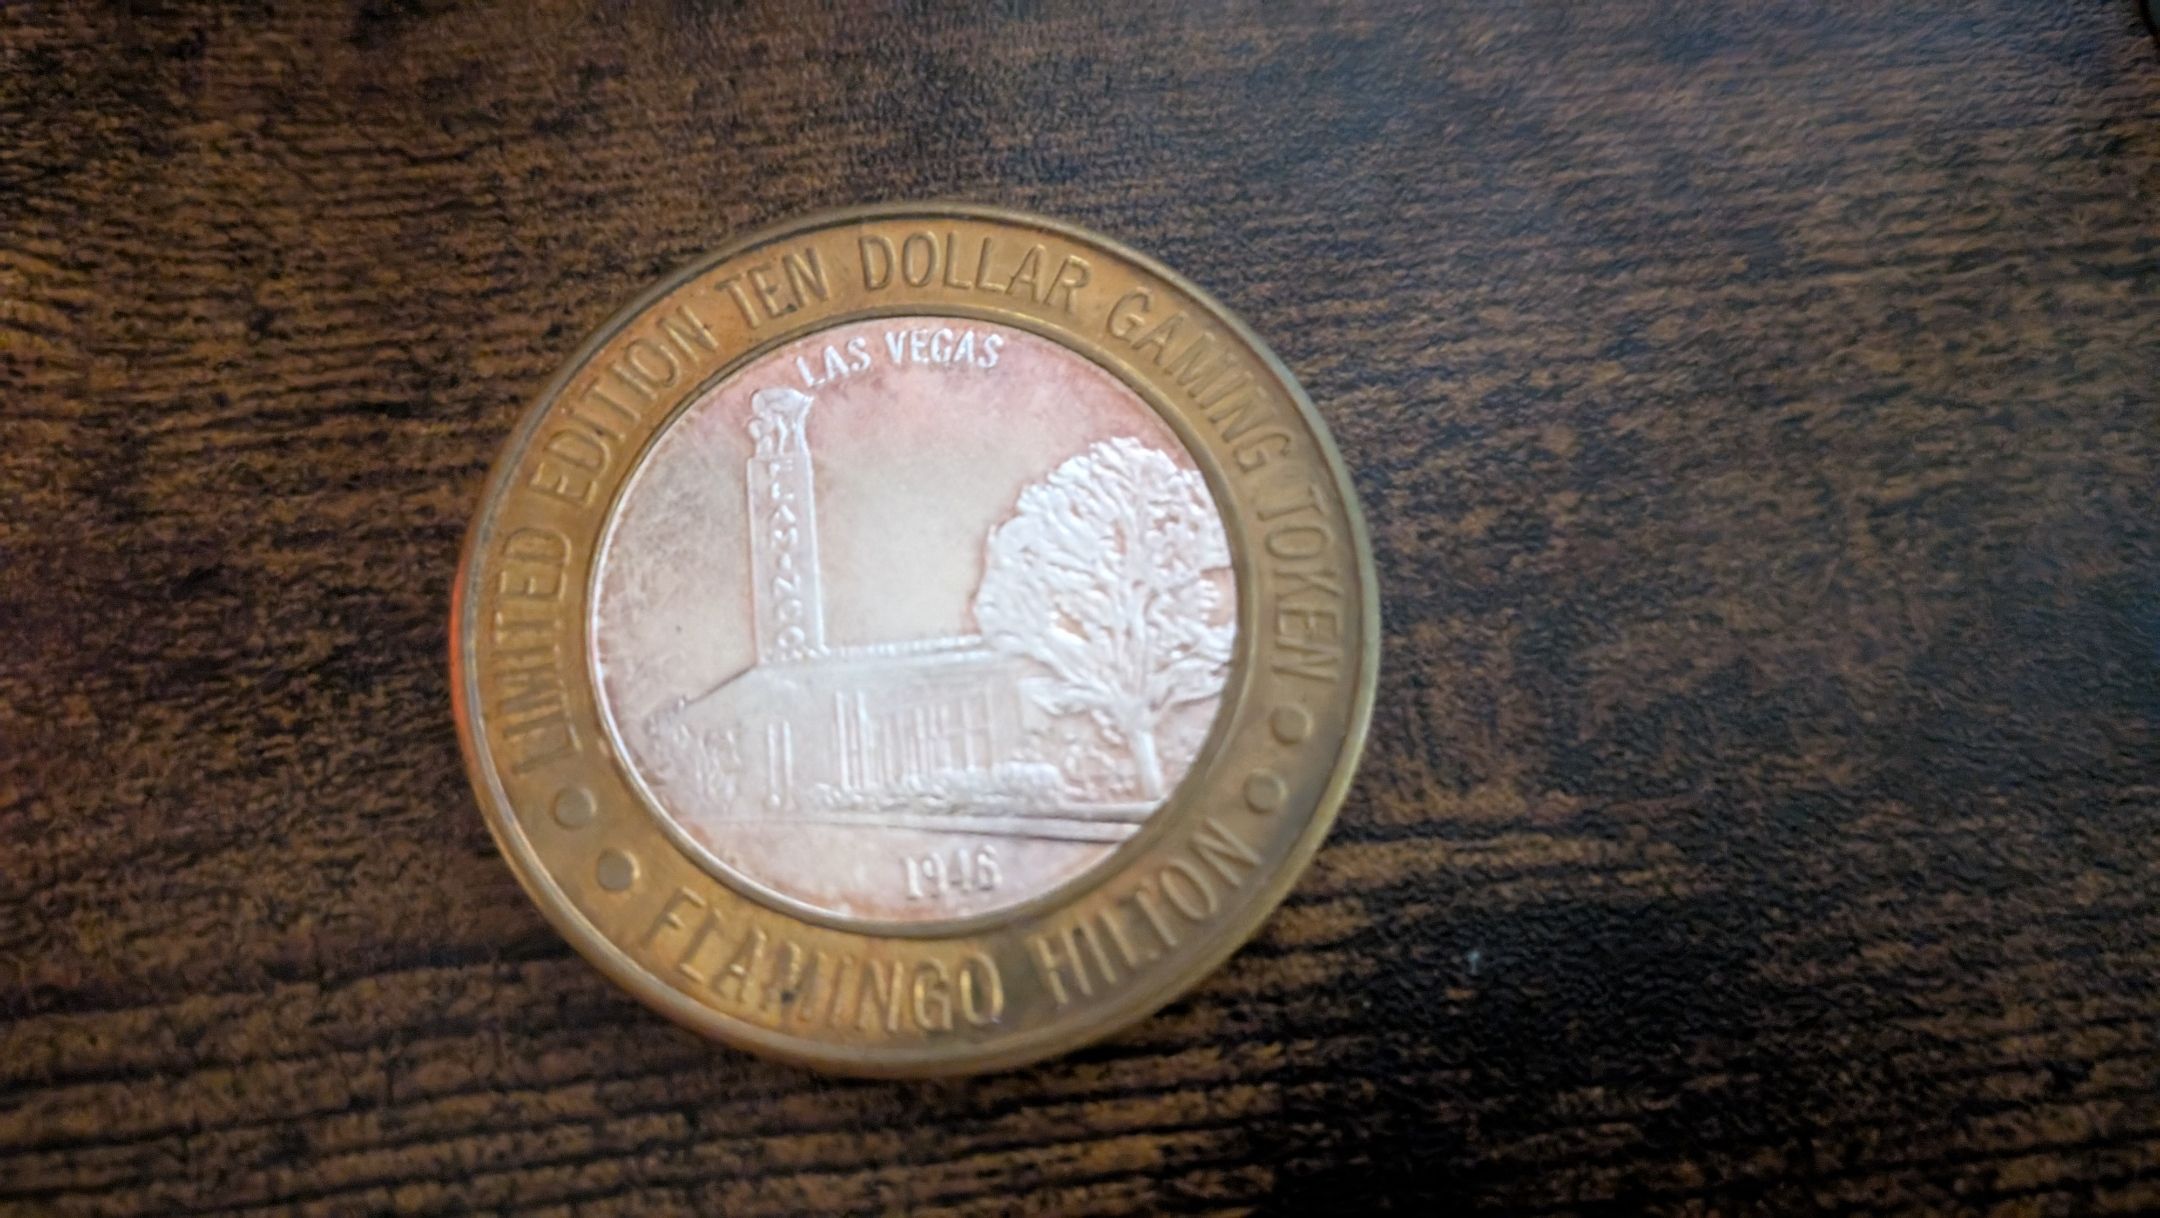 LIMITED EDITION TEN DOLLAR GAMING TOKEN
LAS VEGAS
FLAMINGO
1946
FLAMINGO HILTON